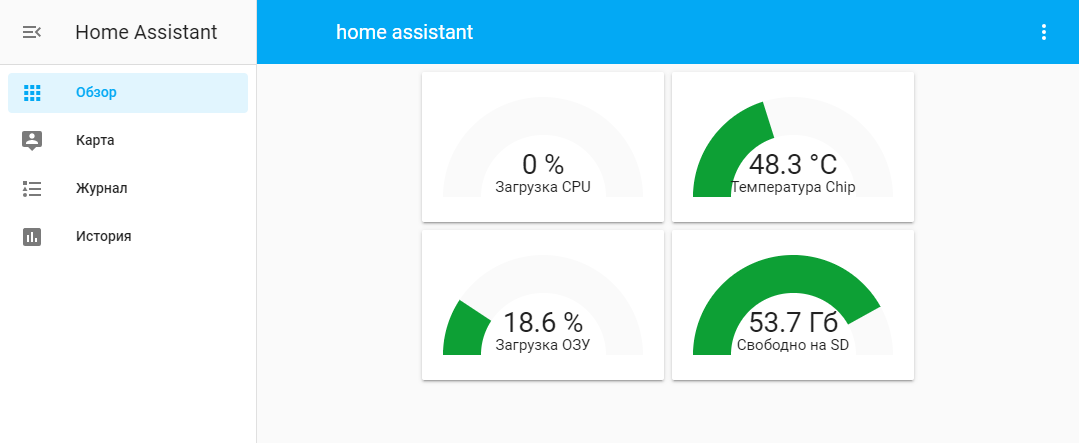 Home Assistant
home assistant
Обзор
Карта
Журнал
История
0 %
Загрузка CPU
48.3 °C
Температура Chip
18.6 %
Загрузка ОЗУ
53.7 Гб
Свободно на SD